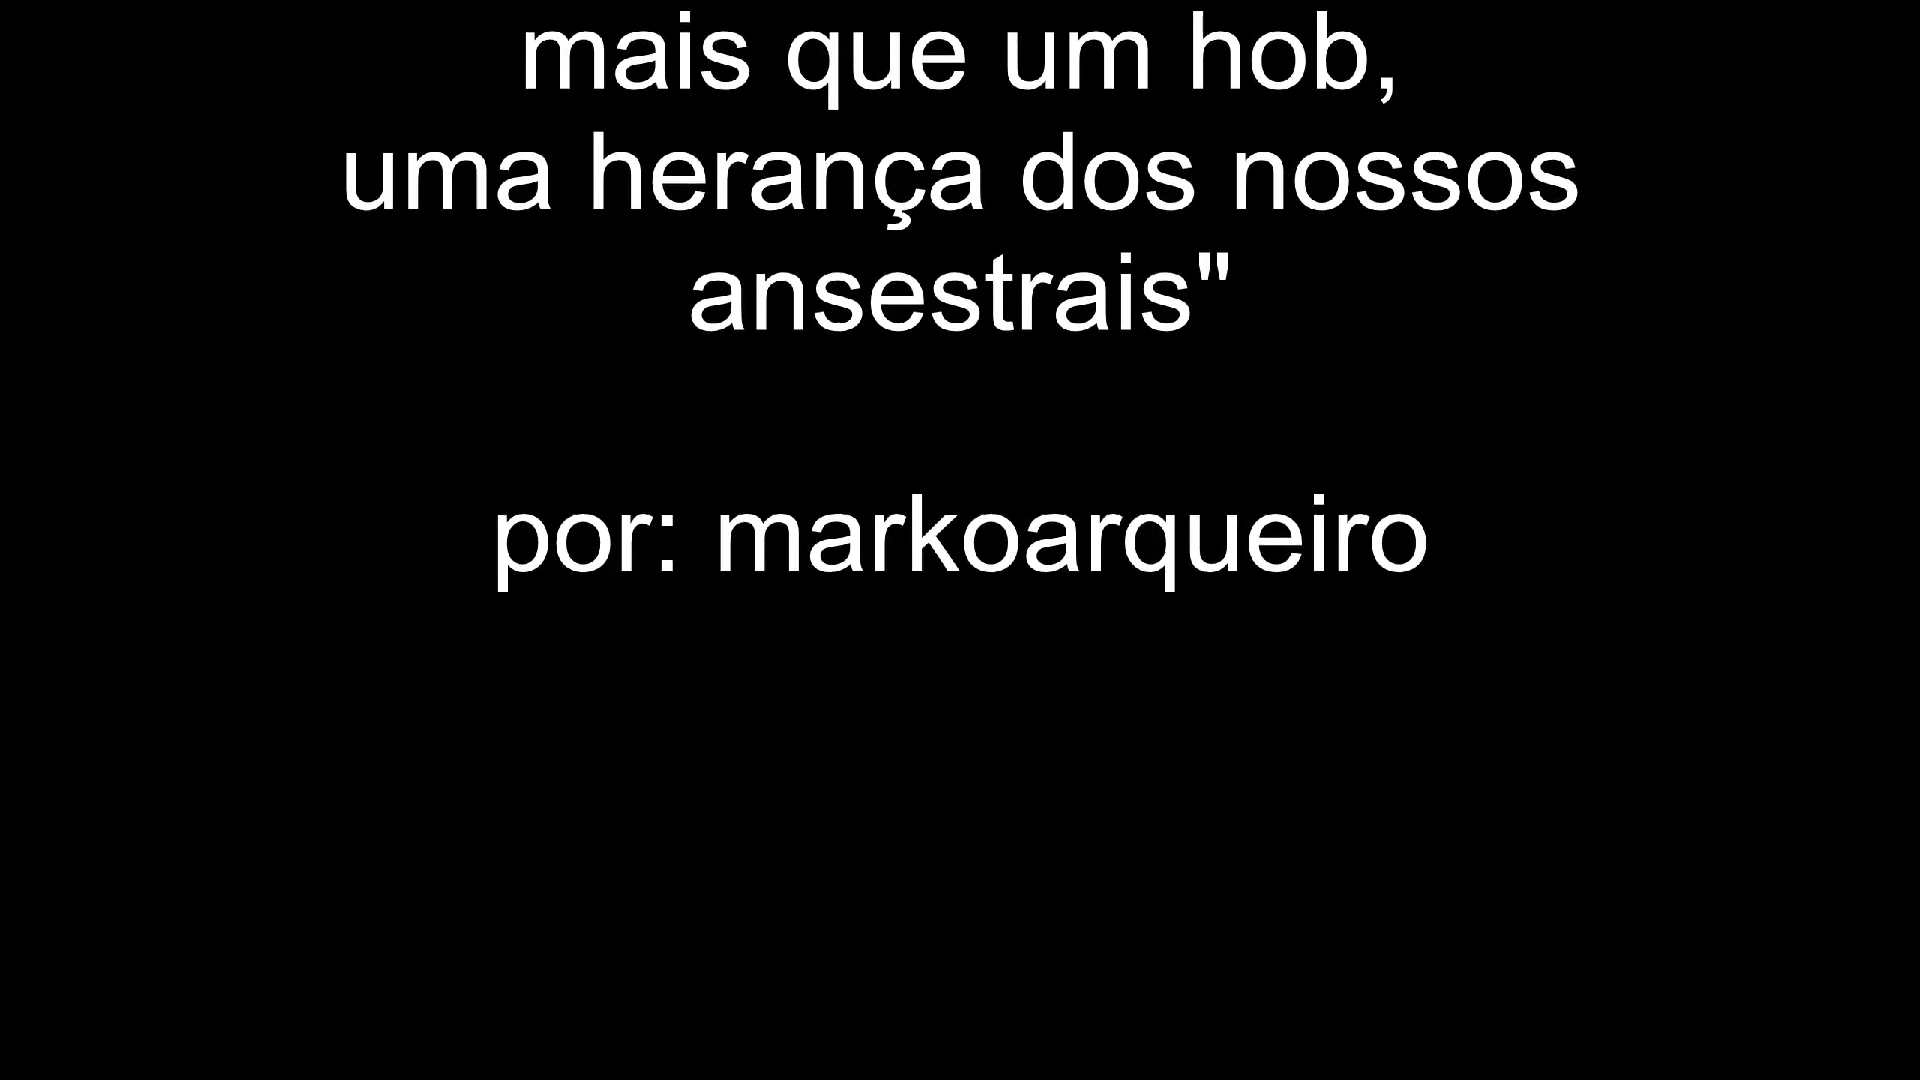 mais que um hob,
uma herança dos nossos
ansestrais"
por: markoarqueiro